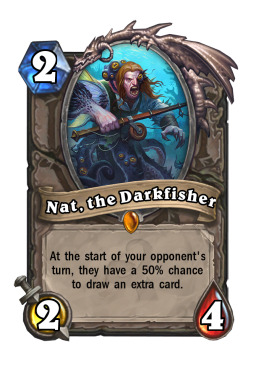 2
Nat, the Darkfisher
At the start of your opponent's
turn, they have a 50% chance
to draw an extra card.
2
4